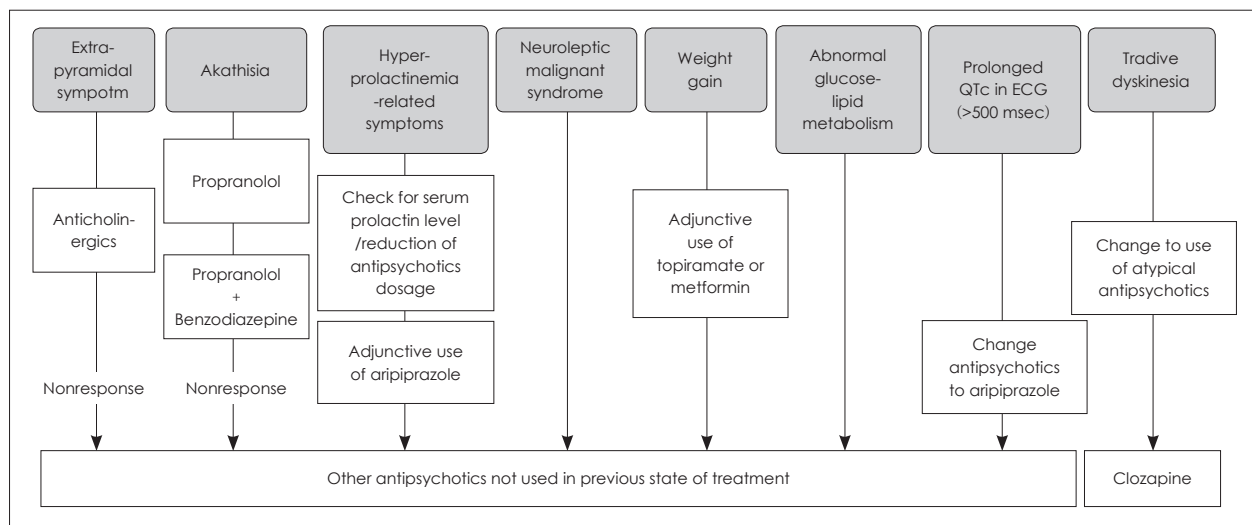 Extra-
pyramidal
sympotm
Akathisia
Hyper-
prolactinemia
-related
symptoms
Neuroleptic
malignant
syndrome
Weight
gain
Abnormal
glucose-
lipid
metabolism
Prolonged
QTc in ECG
(>500 msec)
Tradive
dyskinesia
Anticholin-
ergics
Propranolol
Propranolol
+
Benzodiazepine
Check for serum
prolactin level
/reduction of
antipsychotics
dosage
Adjunctive use
of aripiprazole
Adjunctive
use of
topiramate or
metformin
Change
antipsychotics
to aripiprazole
Change to use
of atypical
antipsychotics
Nonresponse
Nonresponse
Other antipsychotics not used in previous state of treatment
Clozapine